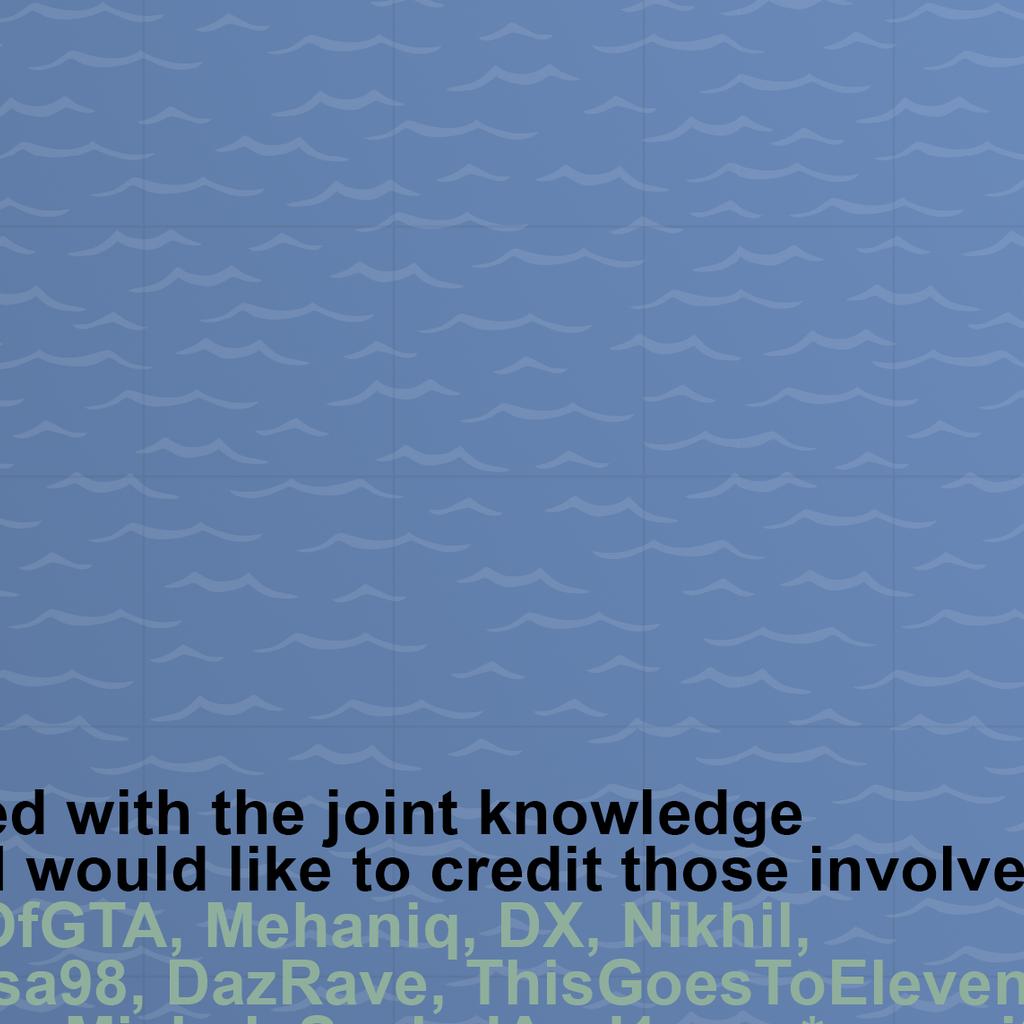 ed with the joint knowledge
would like to credit those involve
OfGTA, Mehaniq, DX, Nikhil,
sa98, DazRave, ThisGoesToEleven